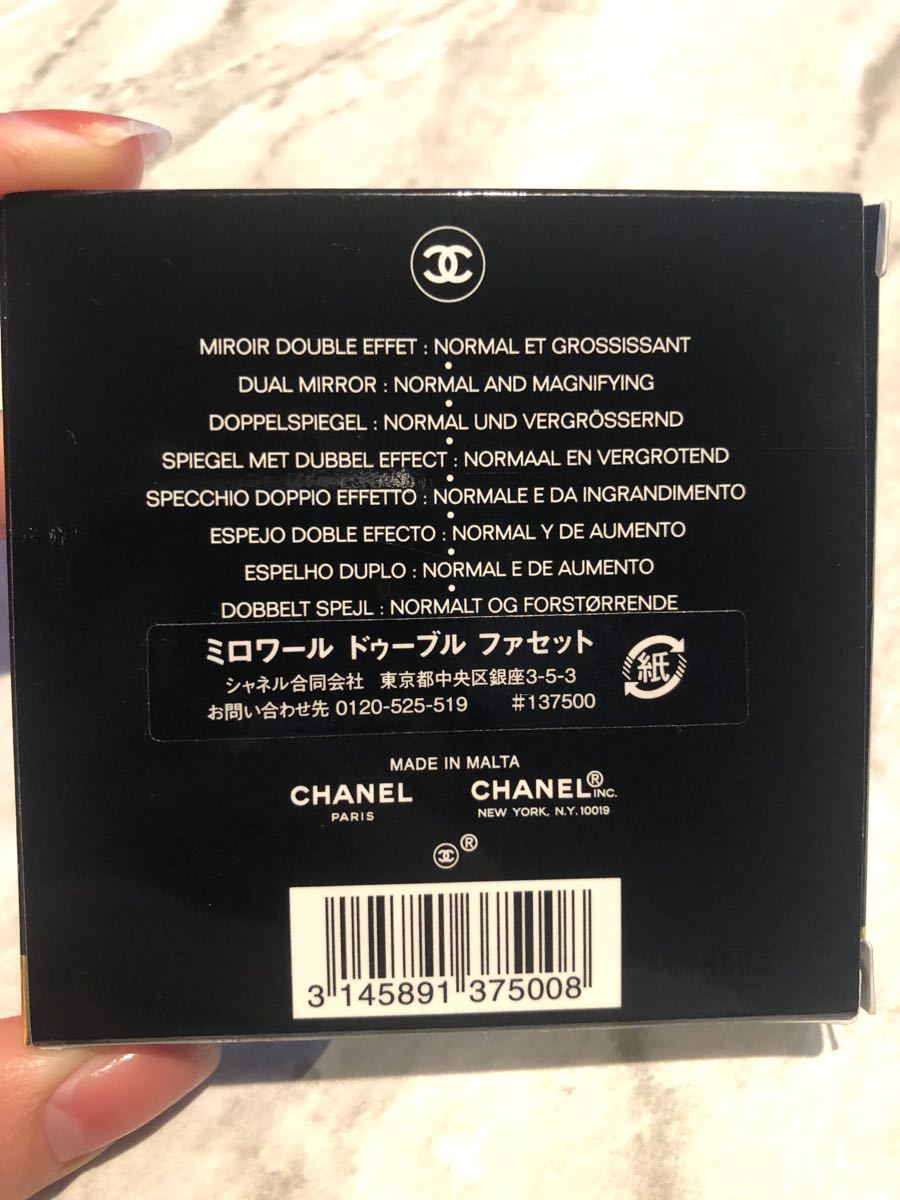 MIROIR DOUBLE EFFET : NORMAL ET GROSSISSANT
•
DUAL MIRROR : NORMAL AND MAGNIFYING
•
DOPPELSPIEGEL : NORMAL UND VERGRÖSSERND
•
SPIEGEL MET DUBBEL EFFECT : NORMAAL EN VERGROTEND
•
SPECCHIO DOPPIO EFFETTO : NORMALE E DA INGRANDIMENTO
•
ESPEJO DOBLE EFECTO : NORMAL Y DE AUMENTO
•
ESPELHO DUPLO : NORMAL E DE AUMENTO
•
DOBBELT SPEJL : NORMALT OG FORSTØRRENDE
ミロワール ドゥーブル ファセット
シャネル合同会社 東京都中央区銀座3-5-3
お問い合わせ先 0120-525-519 #137500
紙
MADE IN MALTA
CHANEL
PARIS
CHANEL® INC.
NEW YORK, N.Y. 10019
®
3 145891 375008